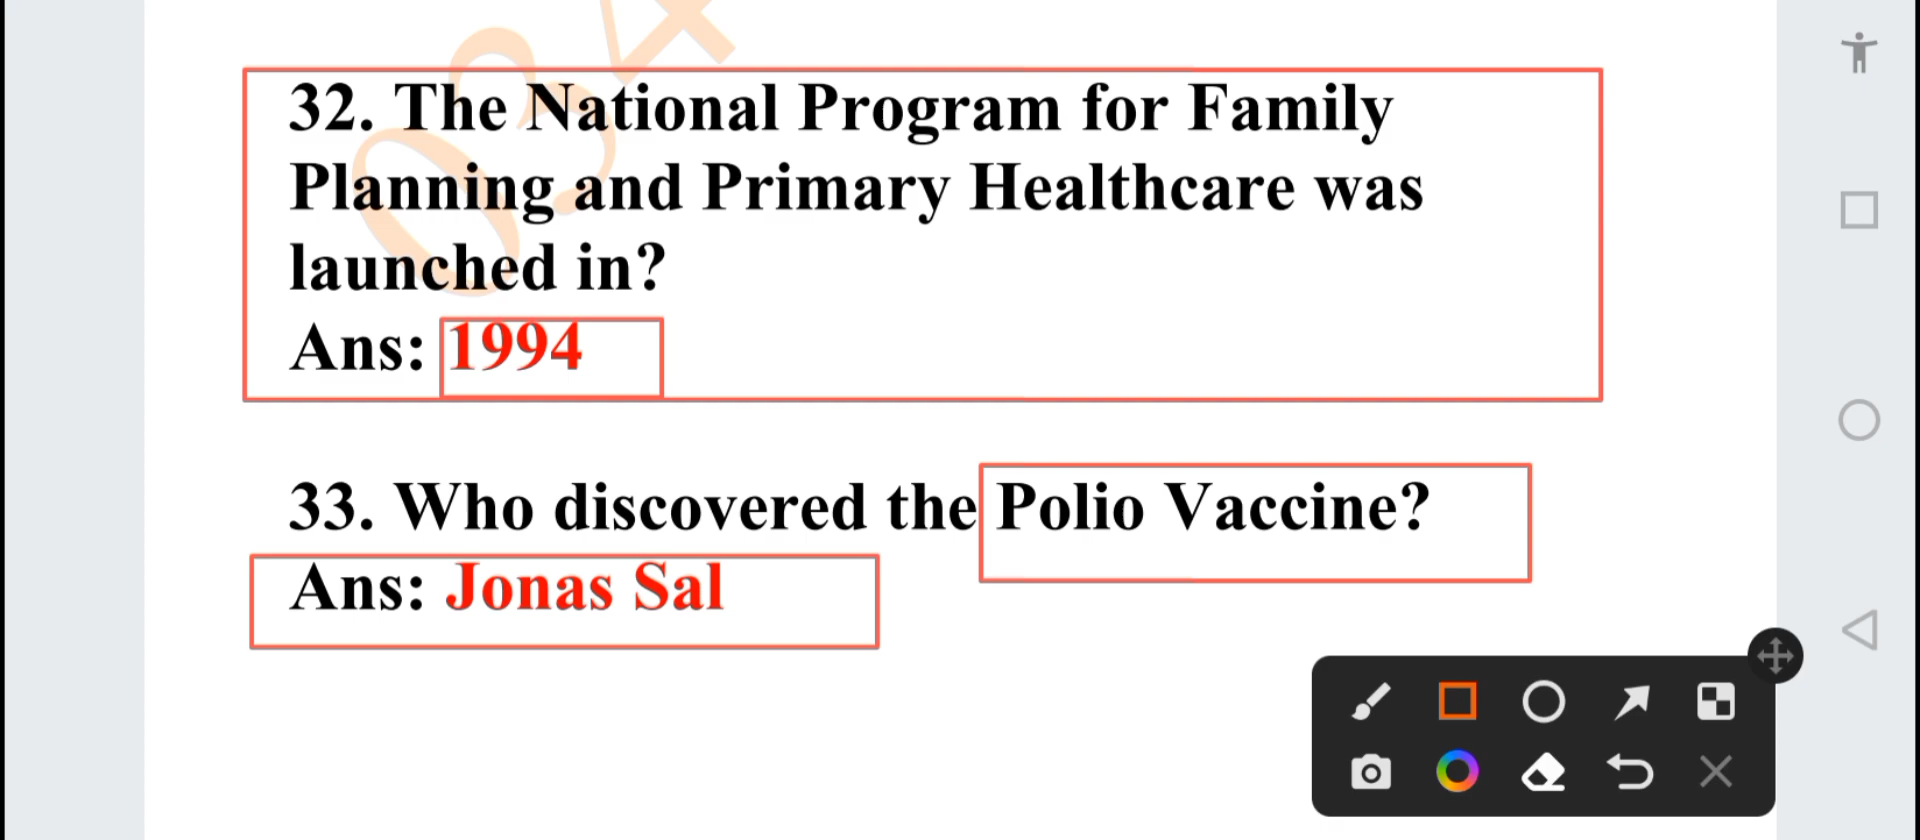 32. The National Program for Family
Planning and Primary Healthcare was
launched in?
Ans: 1994
33. Who discovered the Polio Vaccine?
Ans: Jonas Sal